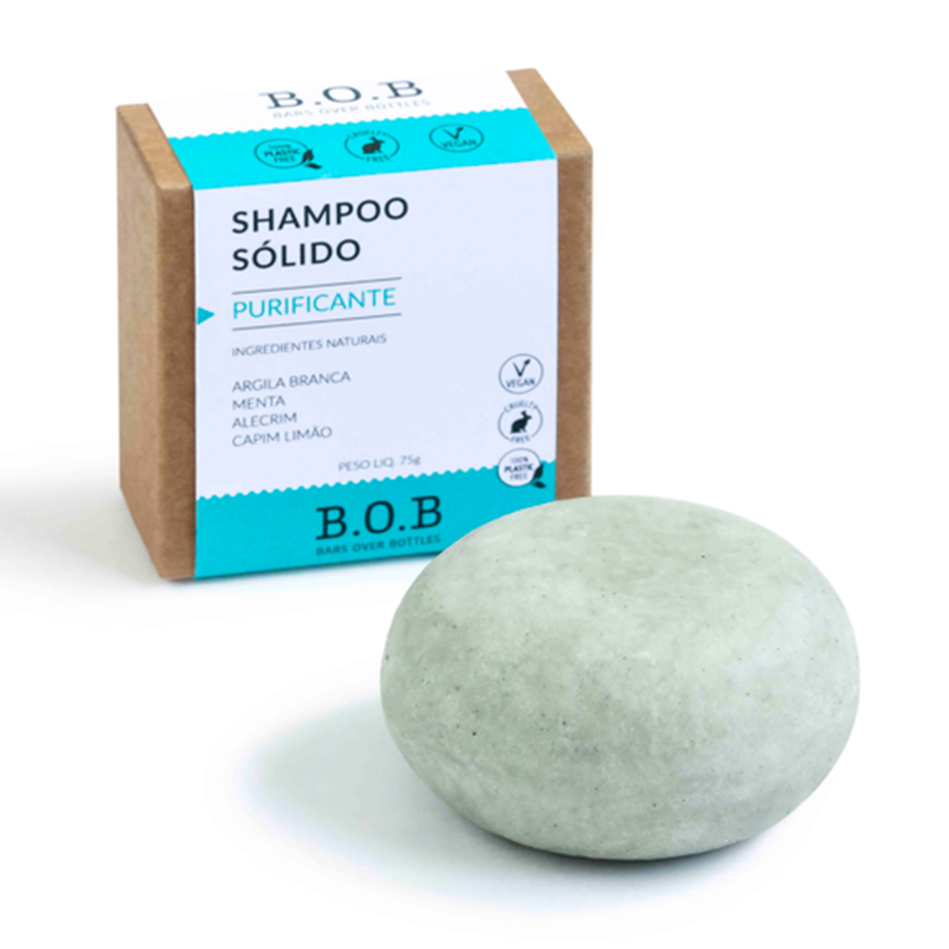 B.O.B
BARS OVER BOTTLES
100%
PLASTIC
FREE
CRUELTY
FREE
VEGAN
SHAMPOO
SÓLIDO
PURIFICANTE
INGREDIENTES NATURAIS
ARGILA BRANCA
MENTA
ALECRIM
CAPIM LIMÃO
VEGAN
CRUELTY
FREE
100%
PLASTIC
FREE
PESO LIQ. 75g
B.O.B
BARS OVER BOTTLES